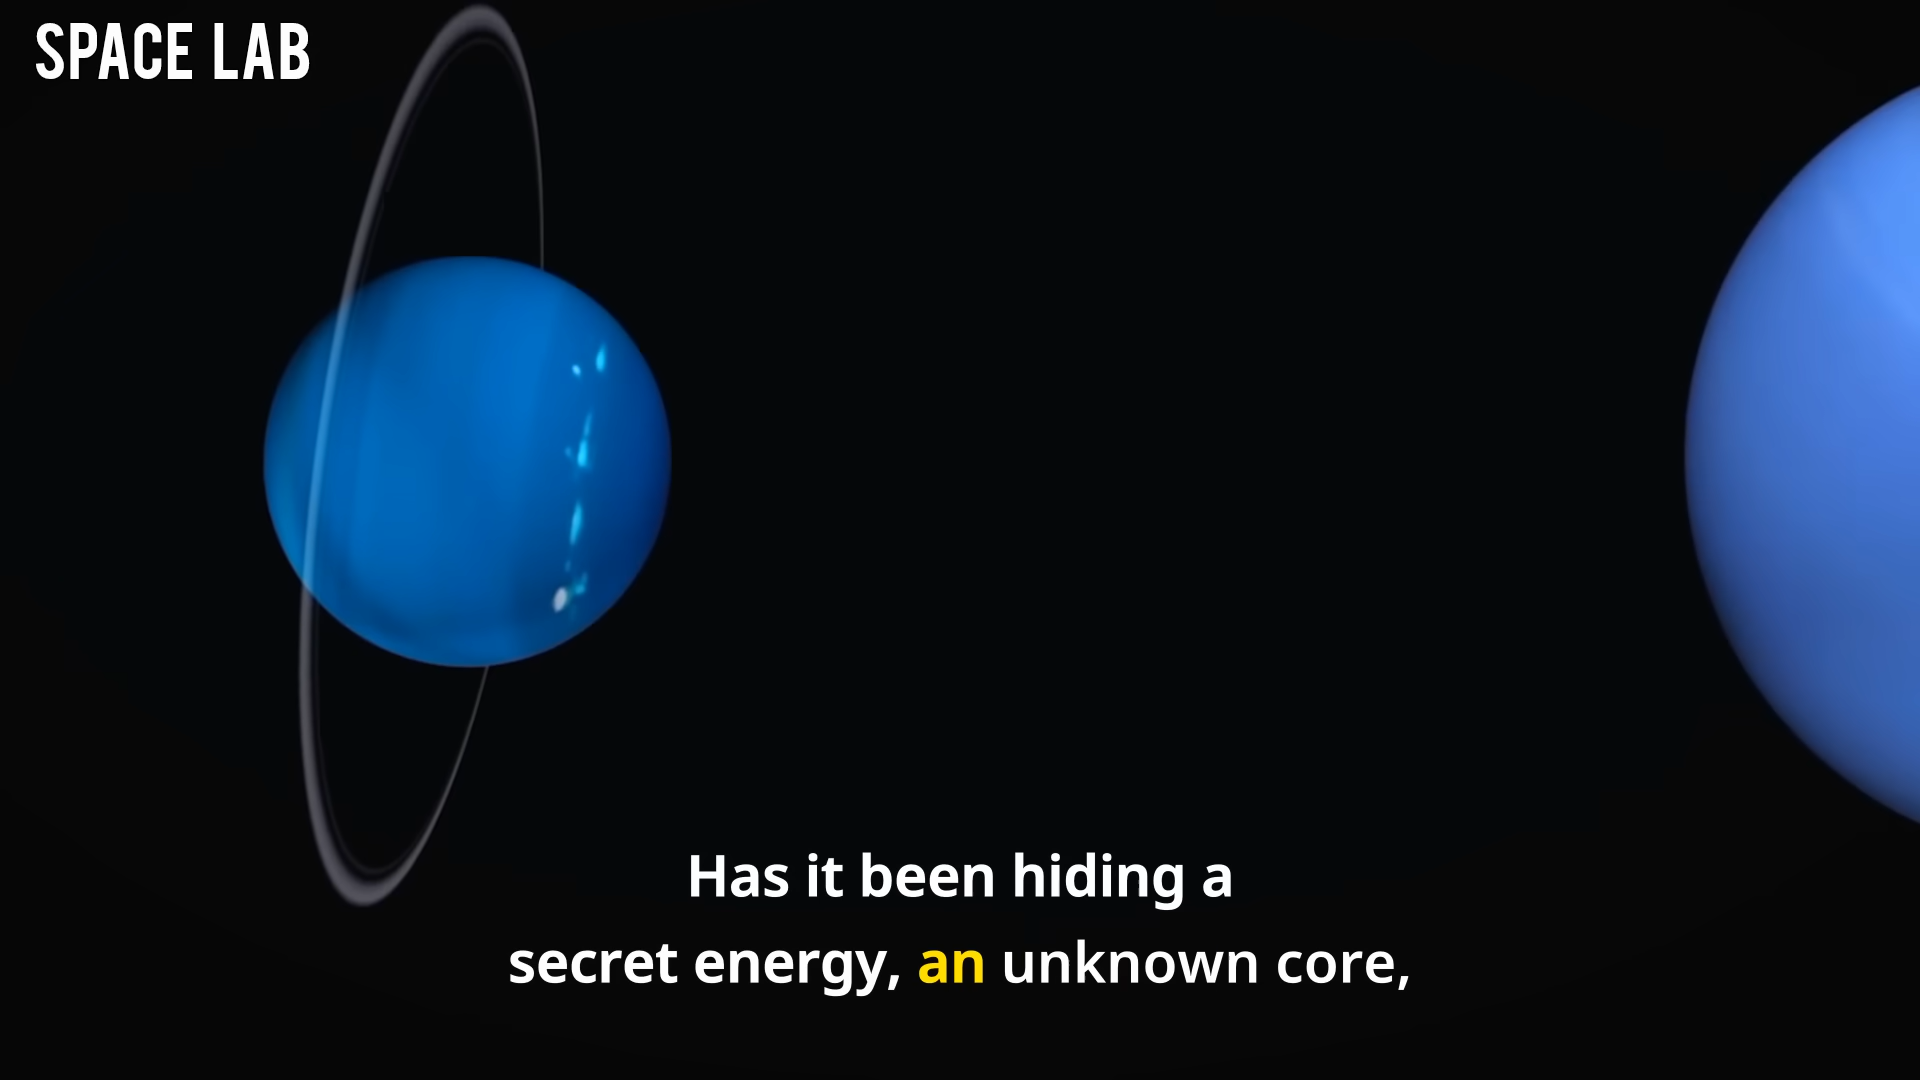 SPACE LAB
Has it been hiding a
secret energy, an unknown core,